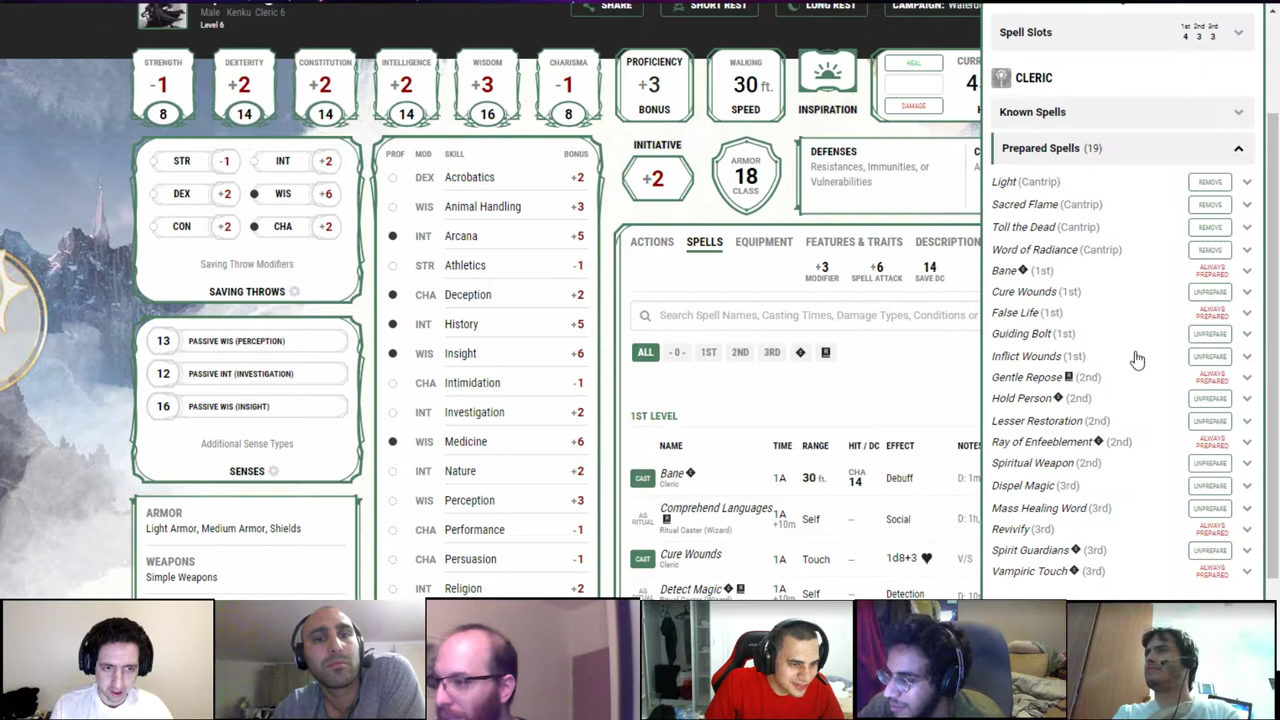 Male Kenku Cleric 6
Level 6
SHARE
SHORT REST
LONG REST
CAMPAIGN:
STRENGTH
-1
8
DEXTERITY
+2
14
CONSTITUTION
+2
14
INTELLIGENCE
+2
14
WISDOM
+3
16
CHARISMA
-1
8
PROFICIENCY
+3
BONUS
WALKING
30 ft.
SPEED
INSPIRATION
HEAL
DAMAGE
STR -1
INT +2
DEX +2
WIS +6
CON +2
CHA +2
Saving Throw Modifiers
SAVING THROWS
13 PASSIVE WIS (PERCEPTION)
12 PASSIVE INT (INVESTIGATION)
16 PASSIVE WIS (INSIGHT)
Additional Sense Types
SENSES
ARMOR
Light Armor, Medium Armor, Shields
WEAPONS
Simple Weapons
PROF MOD SKILL BONUS
DEX Acrobatics +2
WIS Animal Handling +3
INT Arcana +5
STR Athletics -1
CHA Deception +2
INT History +5
WIS Insight +6
CHA Intimidation -1
INT Investigation +2
WIS Medicine +6
INT Nature +2
WIS Perception +3
CHA Performance -1
CHA Persuasion -1
INT Religion +2
INITIATIVE
+2
ARMOR
18
CLASS
DEFENSES
Resistances, Immunities, or
Vulnerabilities
ACTIONS SPELLS EQUIPMENT FEATURES & TRAITS DESCRIPTION
+3 +6 14
MODIFIER SPELL ATTACK SAVE DC
Search Spell Names, Casting Times, Damage Types, Conditions or
ALL - 0 - 1ST 2ND 3RD
1ST LEVEL
NAME TIME RANGE HIT / DC EFFECT NOTES
CAST Bane 1A 30 ft. CHA 14 Debuff D: 1m
Cleric
AS RITUAL Comprehend Languages 1A +10m Self -- Social D: 1h,
Ritual Caster (Wizard)
CAST Cure Wounds 1A Touch -- 1d8+3 V/S
Cleric
AS RITUAL Detect Magic 1A +10m Self -- Detection
Ritual Caster (Wizard)
Spell Slots
1st 2nd 3rd
4 3 3
CLERIC
Known Spells
Prepared Spells (19)
Light (Cantrip) REMOVE
Sacred Flame (Cantrip) REMOVE
Toll the Dead (Cantrip) REMOVE
Word of Radiance (Cantrip) REMOVE
Bane (1st) ALWAYS PREPARED
Cure Wounds (1st) UNPREPARE
False Life (1st) ALWAYS PREPARED
Guiding Bolt (1st) UNPREPARE
Inflict Wounds (1st) UNPREPARE
Gentle Repose (2nd) ALWAYS PREPARED
Hold Person (2nd) UNPREPARE
Lesser Restoration (2nd) UNPREPARE
Ray of Enfeeblement (2nd) ALWAYS PREPARED
Spiritual Weapon (2nd) UNPREPARE
Dispel Magic (3rd) UNPREPARE
Mass Healing Word (3rd) UNPREPARE
Revivify (3rd) ALWAYS PREPARED
Spirit Guardians (3rd) UNPREPARE
Vampiric Touch (3rd) ALWAYS PREPARED